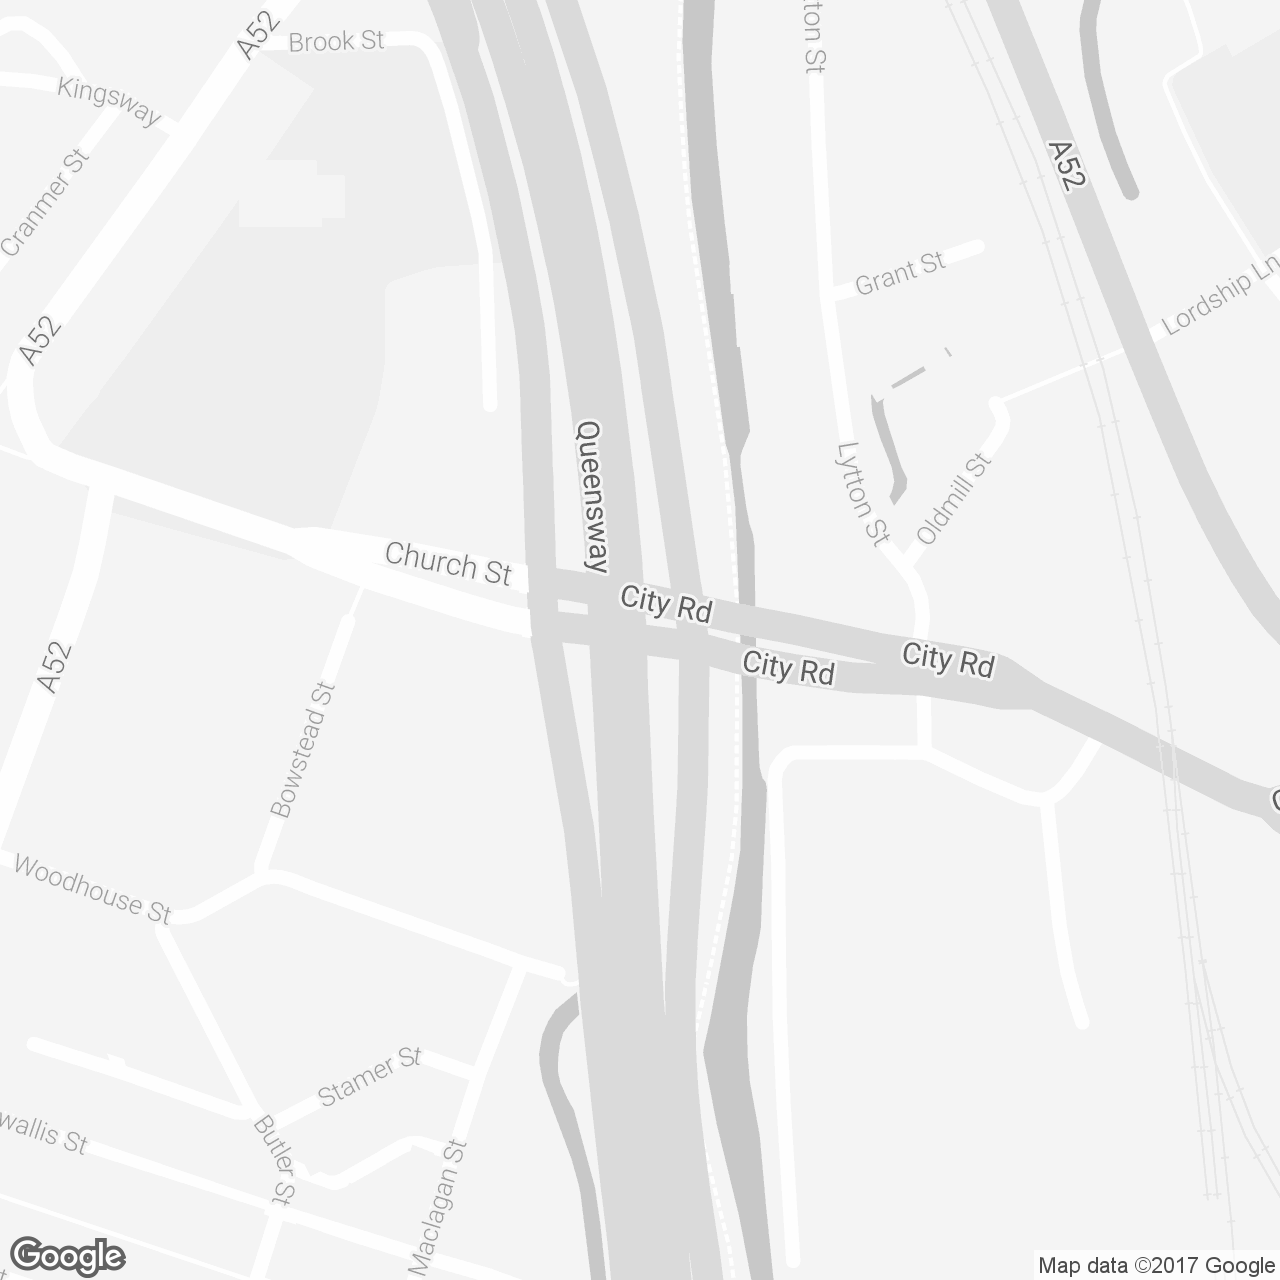 A52
Brook St
tton St
Kingsway
Cranmer St
A52
A52
Grant St
Lordship Ln
A52
Queensway
Lytton St
Oldmill St
Church St
City Rd
City Rd
City Rd
A52
Bowstead St
C
Woodhouse St
Stamer St
wallis St
Butler St
Maclagan St
Google
Map data ©2017 Google